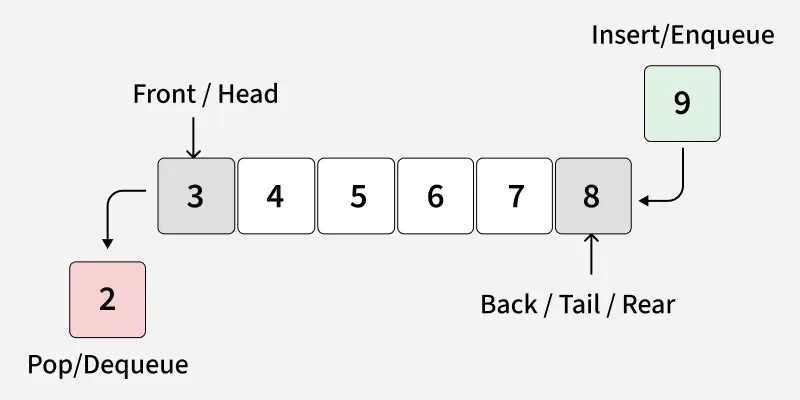 Insert/Enqueue
9
Front / Head
3 4 5 6 7 8
2
Back / Tail / Rear
Pop/Dequeue